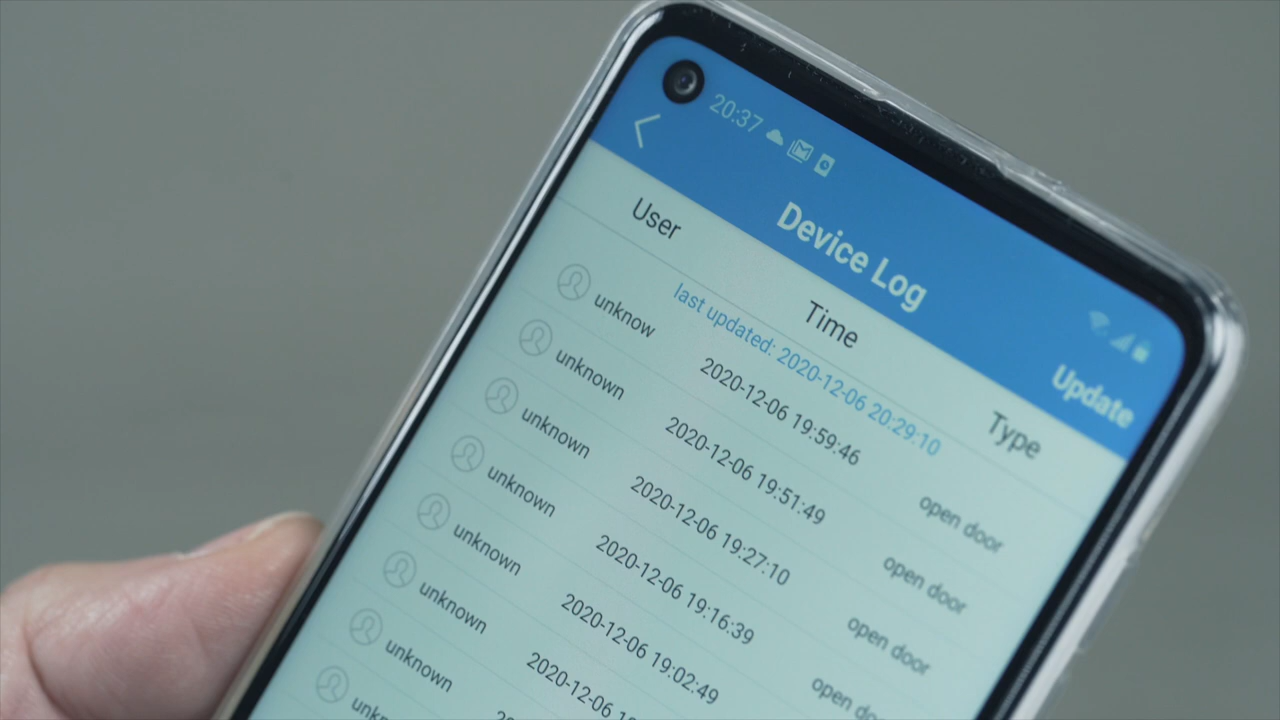 20:37
Device Log
Update
User Time Type
last updated: 2020-12-06 20:29:10
unknow 2020-12-06 19:59:46 open door
unknown 2020-12-06 19:51:49 open door
unknown 2020-12-06 19:27:10 open door
unknown 2020-12-06 19:16:39 open
unknown 2020-12-06 19:02:49
unknown 2020-12-06
unknown